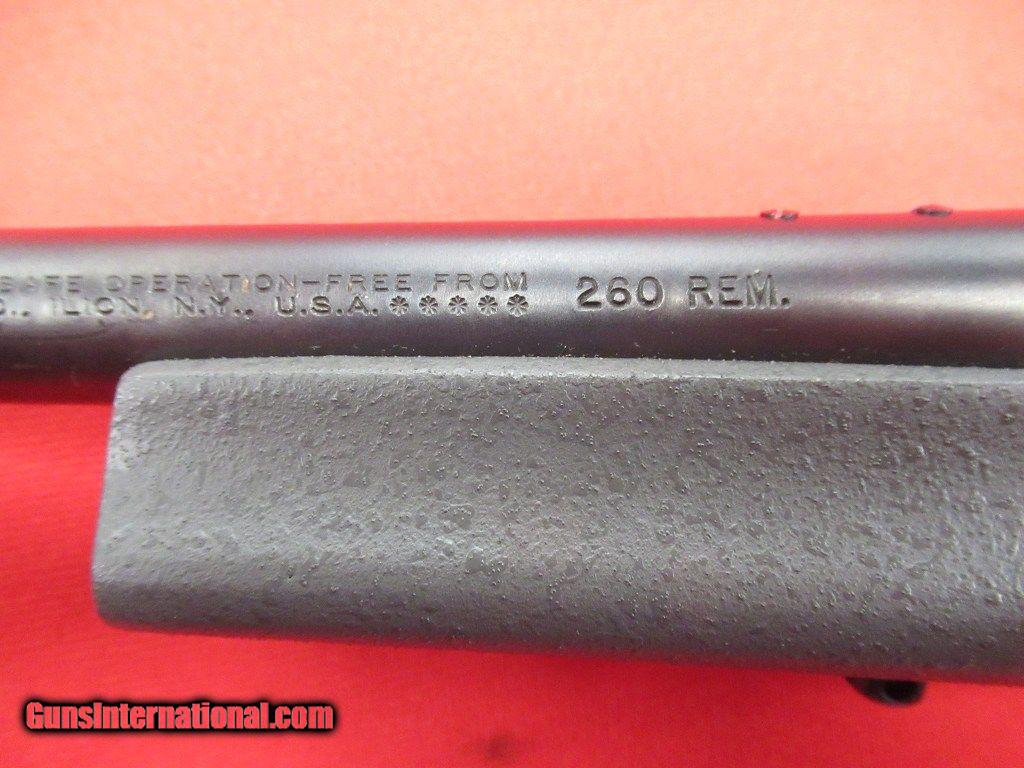 SAFE OPERATION-FREE FROM
., ILION, N.Y., U.S.A. ✻✻✻✻✻
260 REM.
GunsInternational.com